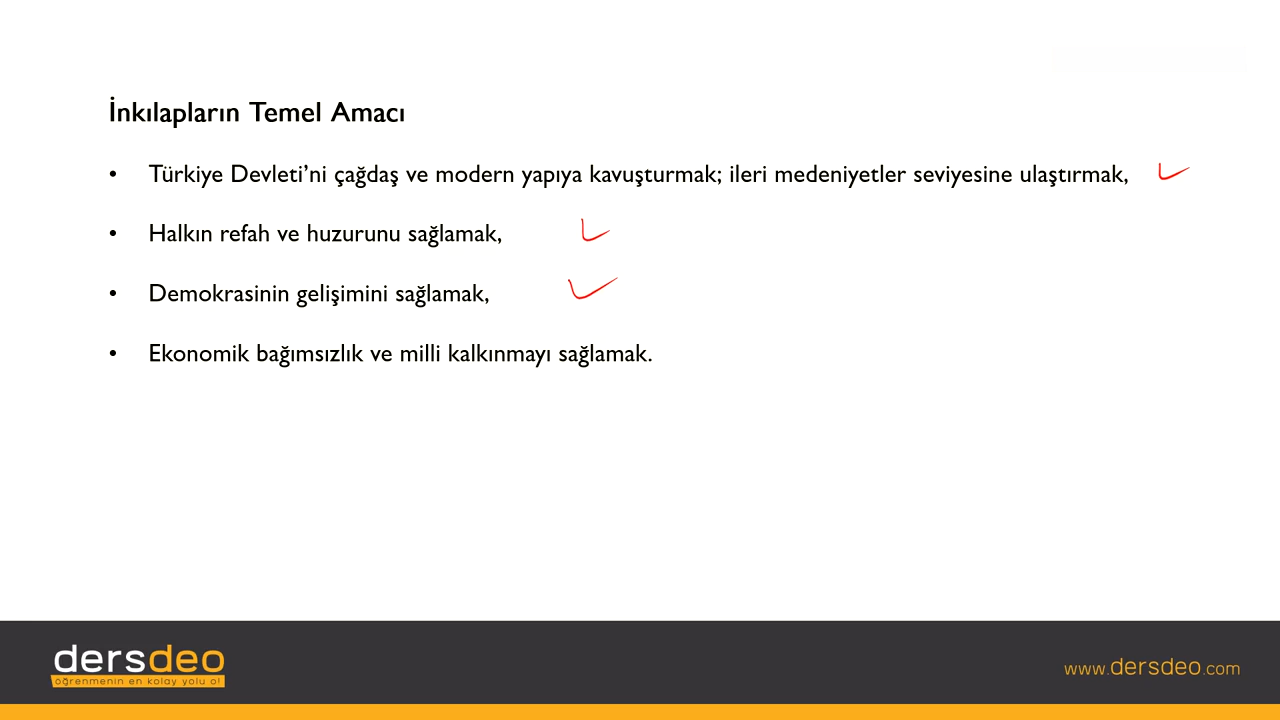 İnkılapların Temel Amacı
• Türkiye Devleti’ni çağdaş ve modern yapıya kavuşturmak; ileri medeniyetler seviyesine ulaştırmak,
• Halkın refah ve huzurunu sağlamak,
• Demokrasinin gelişimini sağlamak,
• Ekonomik bağımsızlık ve milli kalkınmayı sağlamak.
dersdeo
öğrenmenin en kolay yolu o!
www.dersdeo.com